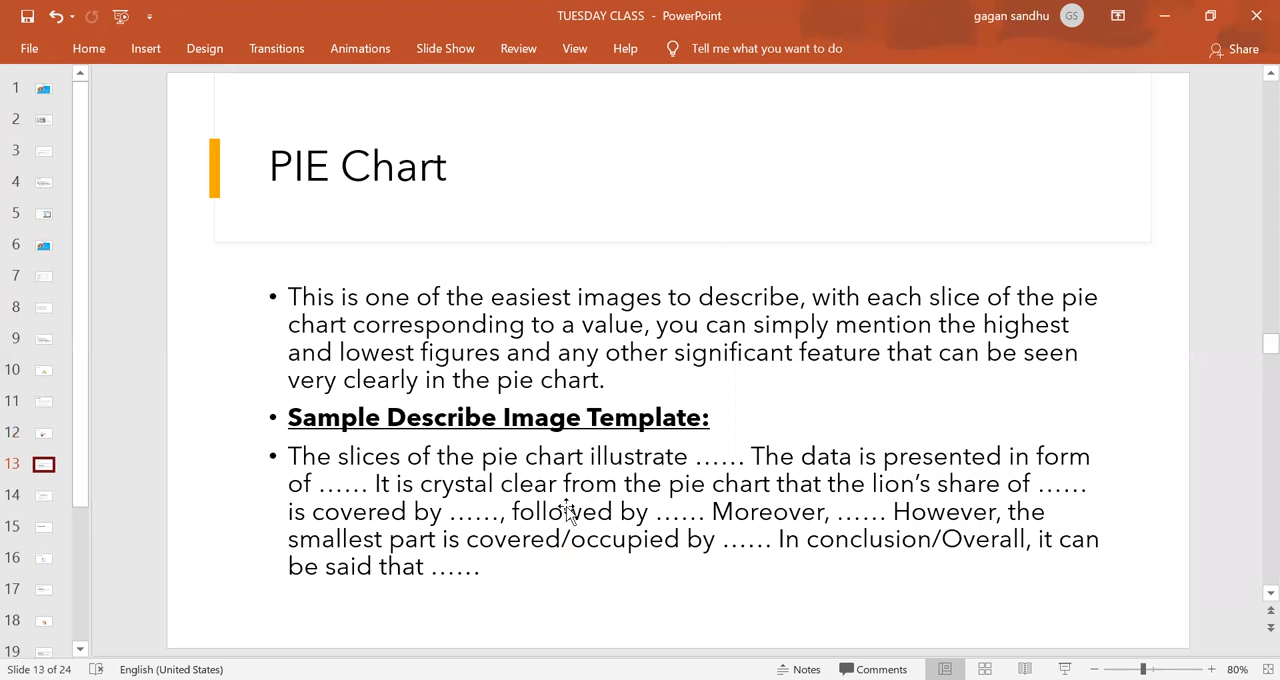 TUESDAY CLASS - PowerPoint
gagan sandhu GS
File Home Insert Design Transitions Animations Slide Show Review View Help Tell me what you want to do Share
1
2
3
4
5
6
7
8
9
10
11
12
13
14
15
16
17
18
19
PIE Chart
• This is one of the easiest images to describe, with each slice of the pie
chart corresponding to a value, you can simply mention the highest
and lowest figures and any other significant feature that can be seen
very clearly in the pie chart.
• Sample Describe Image Template:
• The slices of the pie chart illustrate …… The data is presented in form
of …… It is crystal clear from the pie chart that the lion’s share of ……
is covered by ……, followed by …… Moreover, …… However, the
smallest part is covered/occupied by …… In conclusion/Overall, it can
be said that ……
Slide 13 of 24 English (United States) Notes Comments 80%